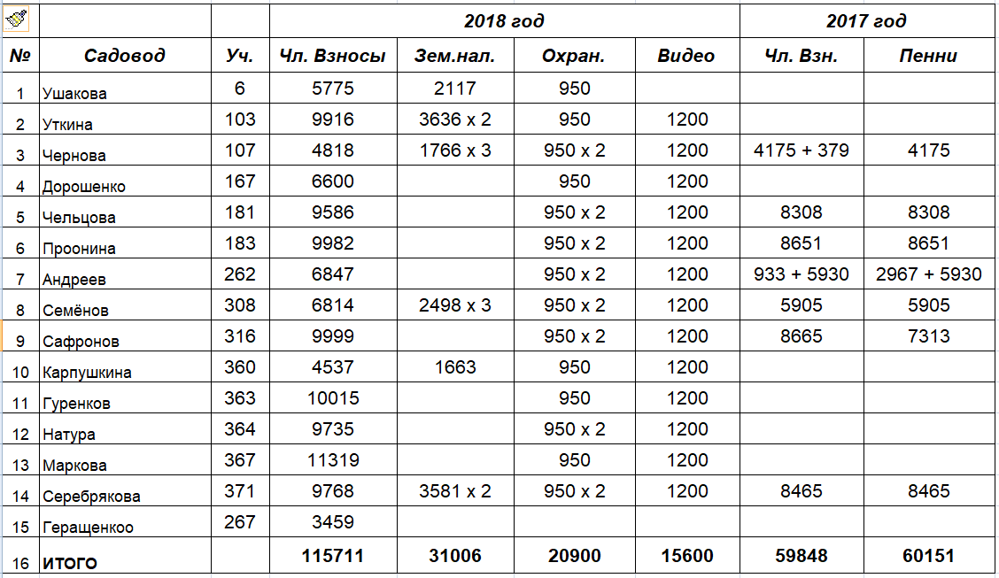 2018 год 2017 год
№ Садовод Уч. Чл. Взносы Зем.нал. Охран. Видео Чл. Взн. Пенни
1 Ушакова 6 5775 2117 950
2 Уткина 103 9916 3636 х 2 950 1200
3 Чернова 107 4818 1766 х 3 950 х 2 1200 4175 + 379 4175
4 Дорошенко 167 6600 950 1200
5 Чельцова 181 9586 950 х 2 1200 8308 8308
6 Проонина 183 9982 950 х 2 1200 8651 8651
7 Андреев 262 6847 950 х 2 1200 933 + 5930 2967 + 5930
8 Семёнов 308 6814 2498 х 3 950 х 2 1200 5905 5905
9 Сафронов 316 9999 950 х 2 1200 8665 7313
10 Карпушкина 360 4537 1663 950 1200
11 Гуренков 363 10015 950 1200
12 Натура 364 9735 950 х 2 1200
13 Маркова 367 11319 950 1200
14 Серебрякова 371 9768 3581 х 2 950 х 2 1200 8465 8465
15 Геращенкоо 267 3459
16 ИТОГО 115711 31006 20900 15600 59848 60151